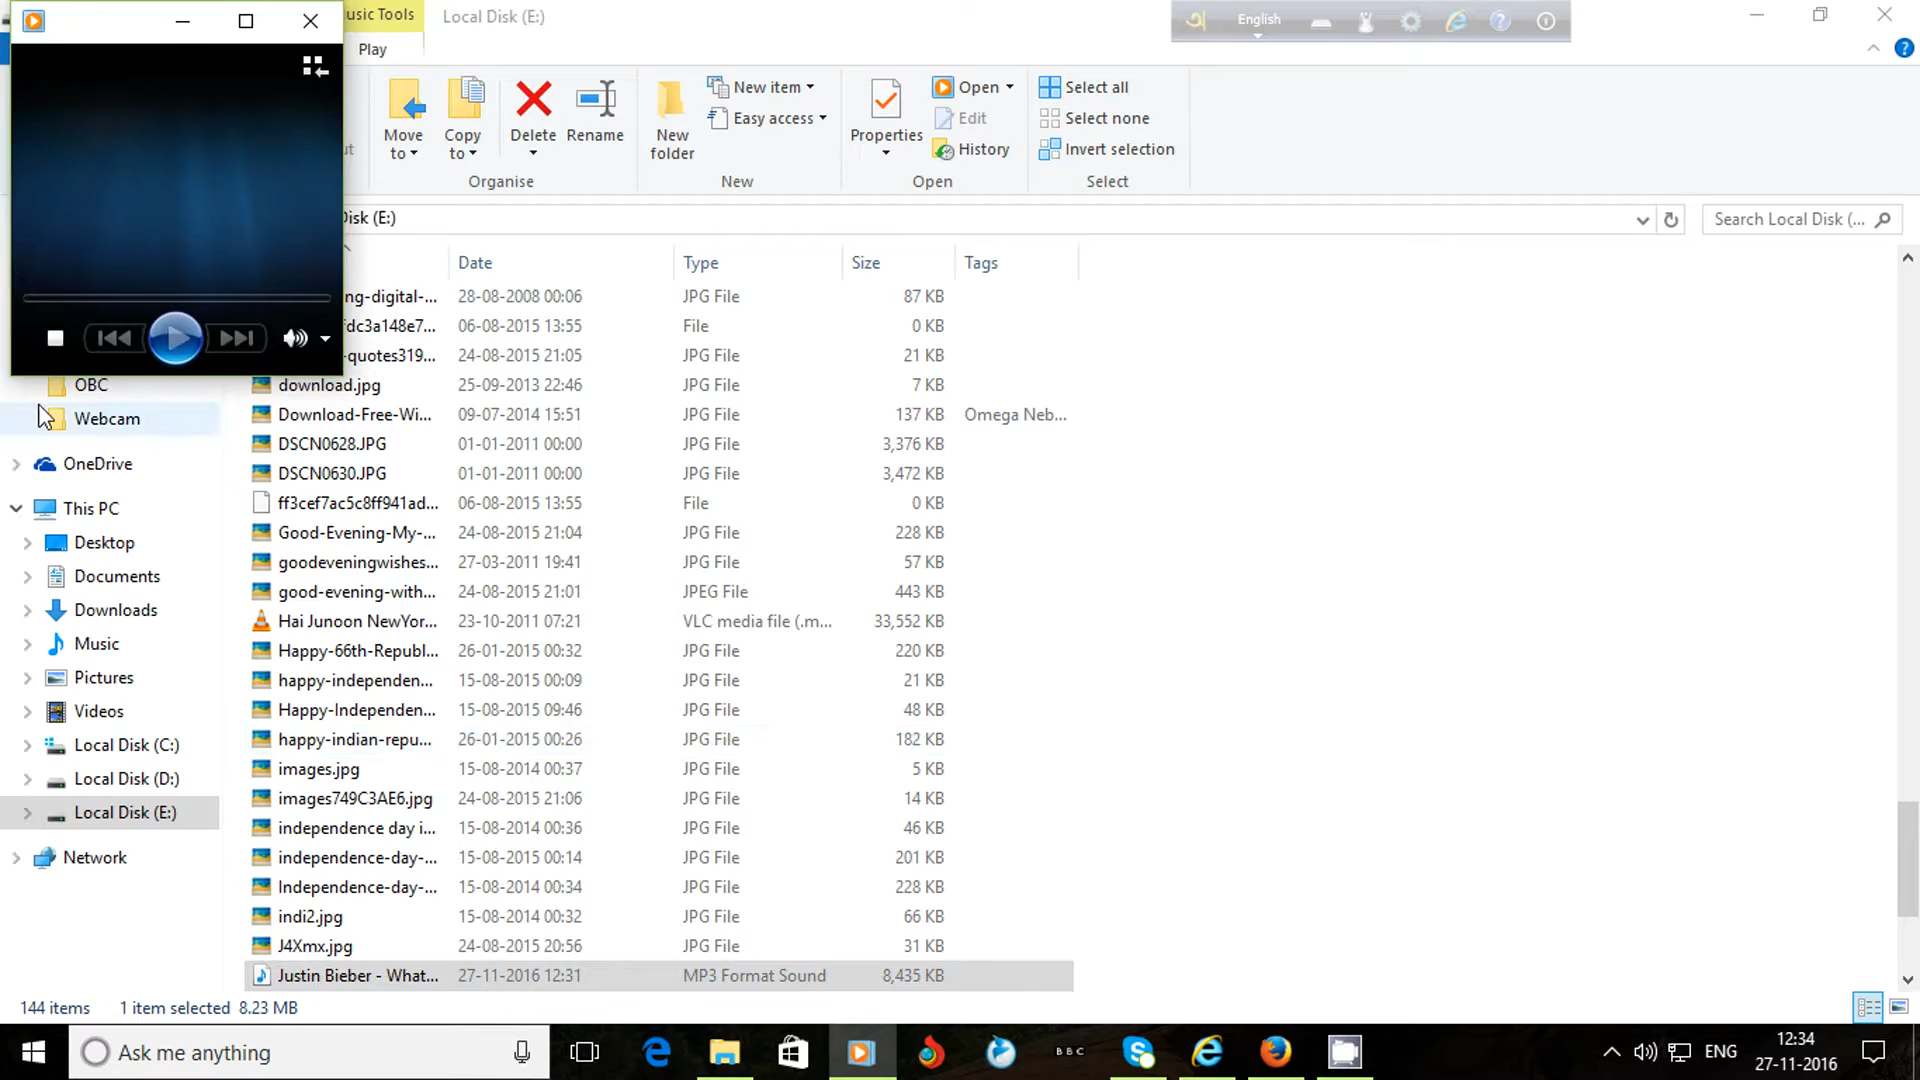 usic Tools
Local Disk (E:)
English
Play
Move to
Copy to
Delete
Rename
New folder
New item
Easy access
Properties
Open
Edit
History
Select all
Select none
Invert selection
Organise
New
Open
Select
Disk (E:)
Search Local Disk (...
Date Type Size Tags
ng-digital-... 28-08-2008 00:06 JPG File 87 KB
fdc3a148e7... 06-08-2015 13:55 File 0 KB
-quotes319... 24-08-2015 21:05 JPG File 21 KB
download.jpg 25-09-2013 22:46 JPG File 7 KB
Download-Free-Wi... 09-07-2014 15:51 JPG File 137 KB Omega Neb...
DSCN0628.JPG 01-01-2011 00:00 JPG File 3,376 KB
DSCN0630.JPG 01-01-2011 00:00 JPG File 3,472 KB
ff3cef7ac5c8ff941ad... 06-08-2015 13:55 File 0 KB
Good-Evening-My-... 24-08-2015 21:04 JPG File 228 KB
goodeveningwishes... 27-03-2011 19:41 JPG File 57 KB
good-evening-with... 24-08-2015 21:01 JPEG File 443 KB
Hai Junoon NewYor... 23-10-2011 07:21 VLC media file (.m... 33,552 KB
Happy-66th-Republ... 26-01-2015 00:32 JPG File 220 KB
happy-independen... 15-08-2015 00:09 JPG File 21 KB
Happy-Independen... 15-08-2015 09:46 JPG File 48 KB
happy-indian-repu... 26-01-2015 00:26 JPG File 182 KB
images.jpg 15-08-2014 00:37 JPG File 5 KB
images749C3AE6.jpg 24-08-2015 21:06 JPG File 14 KB
independence day i... 15-08-2014 00:36 JPG File 46 KB
independence-day-... 15-08-2015 00:14 JPG File 201 KB
Independence-day-... 15-08-2014 00:34 JPG File 228 KB
indi2.jpg 15-08-2014 00:32 JPG File 66 KB
J4Xmx.jpg 24-08-2015 20:56 JPG File 31 KB
Justin Bieber - What... 27-11-2016 12:31 MP3 Format Sound 8,435 KB
OBC
Webcam
OneDrive
This PC
Desktop
Documents
Downloads
Music
Pictures
Videos
Local Disk (C:)
Local Disk (D:)
Local Disk (E:)
Network
144 items 1 item selected 8.23 MB
Ask me anything
BBC
ENG
12:34
27-11-2016